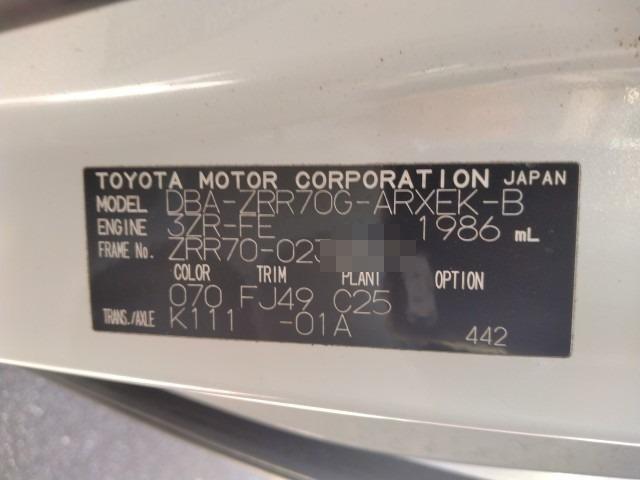 TOYOTA MOTOR CORPORATION JAPAN
MODEL DBA-ZRR70G-ARXEK-B
ENGINE 3ZR-FE 1986 mL
FRAME No. ZRR70-023
COLOR TRIM PLANT OPTION
070 FJ49 C25
TRANS./AXLE K111 -01A
442